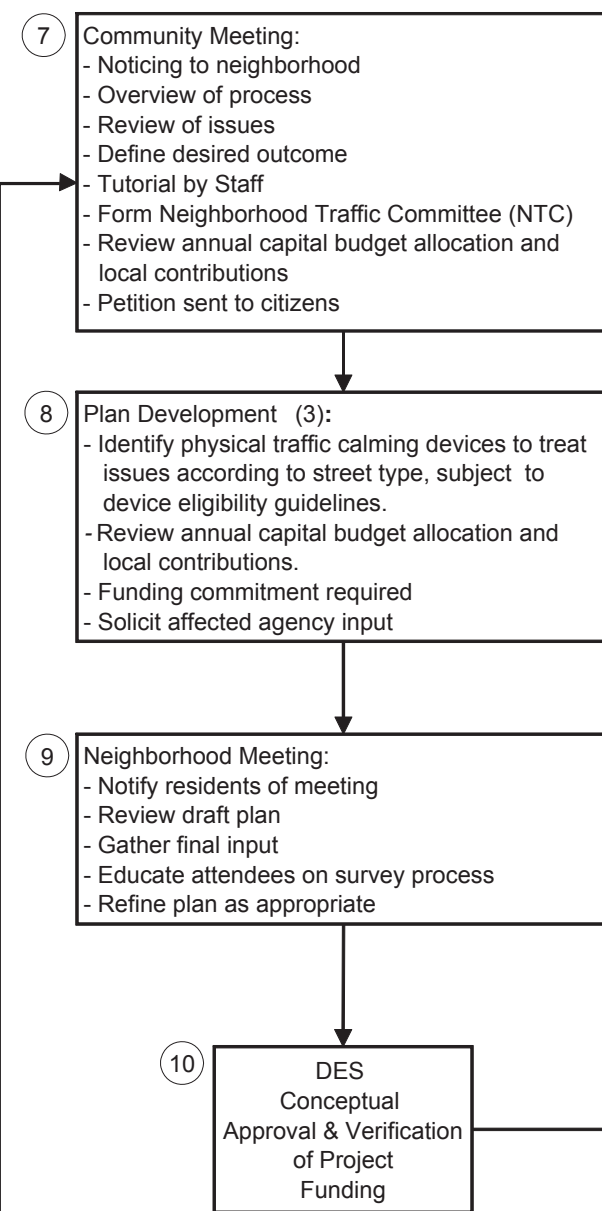 7
Community Meeting:
- Noticing to neighborhood
- Overview of process
- Review of issues
- Define desired outcome
- Tutorial by Staff
- Form Neighborhood Traffic Committee (NTC)
- Review annual capital budget allocation and
local contributions
- Petition sent to citizens
8
Plan Development (3):
- Identify physical traffic calming devices to treat
issues according to street type, subject to
device eligibility guidelines.
- Review annual capital budget allocation and
local contributions.
- Funding commitment required
- Solicit affected agency input
9
Neighborhood Meeting:
- Notify residents of meeting
- Review draft plan
- Gather final input
- Educate attendees on survey process
- Refine plan as appropriate
10
DES
Conceptual
Approval & Verification
of Project
Funding